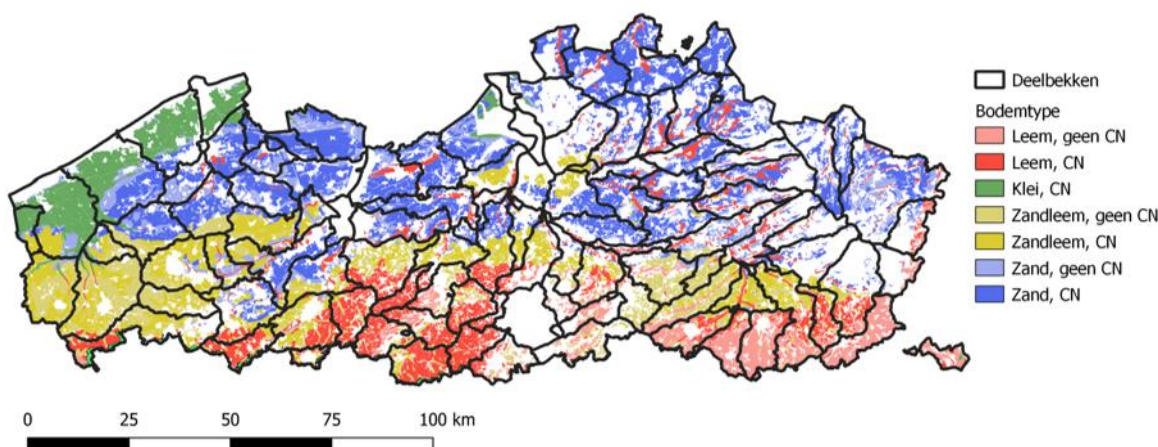 Deelbekken
Bodemtype
Leem, geen CN
Leem, CN
Klei, CN
Zandleem, geen CN
Zandleem, CN
Zand, geen CN
Zand, CN
0 25 50 75 100 km